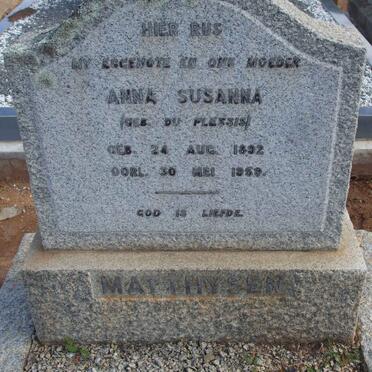 HIER RUS
MY EGGENOTE EN ONS MOEDER
ANNA SUSANNA
(GEB. DU PLESSIS)
GEB. 24 AUG. 1892
OORL. 30 MEI 1959.
GOD IS LIEFDE.
MATTHYSEN